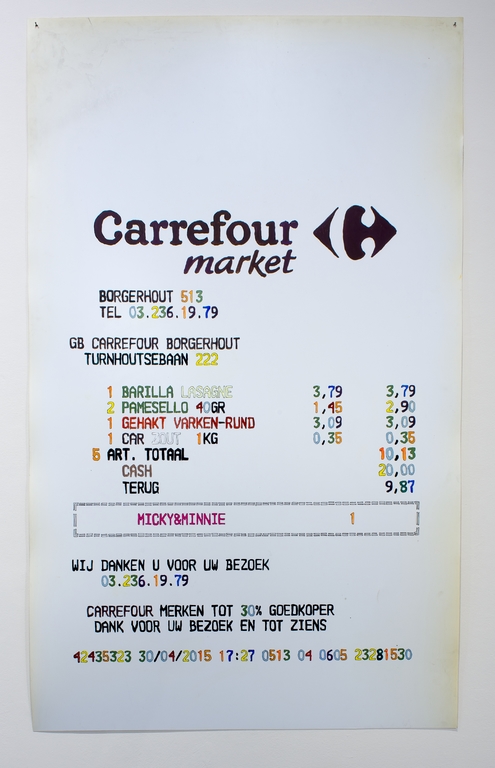 Carrefour
market
BORGERHOUT 513
TEL 03.236.19.79
GB CARREFOUR BORGERHOUT
TURNHOUTSEBAAN 222
1 BARILLA LASAGNE 3,79 3,79
2 PAMESELLO 40GR 1,45 2,90
1 GEHAKT VARKEN-RUND 3,09 3,09
1 CAR ZOUT 1KG 0,35 0,35
5 ART. TOTAAL 10,13
CASH 20,00
TERUG 9,87
MICKY&MINNIE 1
WIJ DANKEN U VOOR UW BEZOEK
03.236.19.79
CARREFOUR MERKEN TOT 30% GOEDKOPER
DANK VOOR UW BEZOEK EN TOT ZIENS
42435323 30/04/2015 17:27 0513 04 0605 23281530